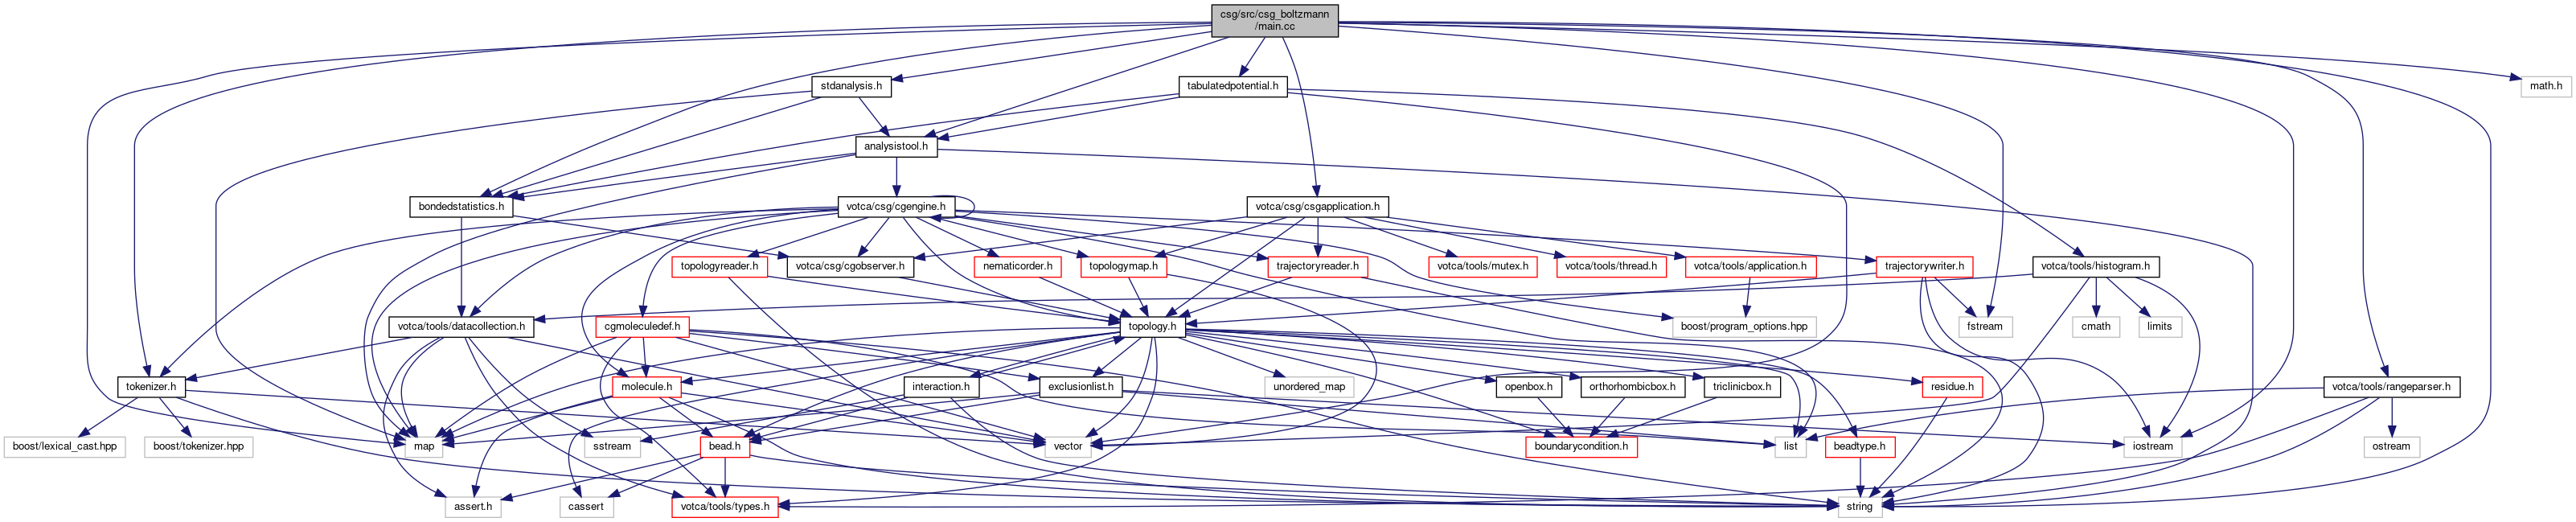 csg/src/csg_boltzmann
/main.cc
stdanalysis.h
tabulatedpotential.h
math.h
analysistool.h
bondedstatistics.h
votca/csg/cgengine.h
votca/csg/csgapplication.h
topologyreader.h
votca/csg/cgobserver.h
nematicorder.h
topologymap.h
trajectoryreader.h
votca/tools/mutex.h
votca/tools/thread.h
votca/tools/application.h
trajectorywriter.h
votca/tools/histogram.h
votca/tools/datacollection.h
cgmoleculedef.h
topology.h
boost/program_options.hpp
fstream
cmath
limits
tokenizer.h
molecule.h
interaction.h
exclusionlist.h
unordered_map
openbox.h
orthorhombicbox.h
triclinicbox.h
residue.h
votca/tools/rangeparser.h
boost/lexical_cast.hpp
boost/tokenizer.hpp
map
sstream
bead.h
vector
boundarycondition.h
list
beadtype.h
iostream
ostream
assert.h
cassert
votca/tools/types.h
string